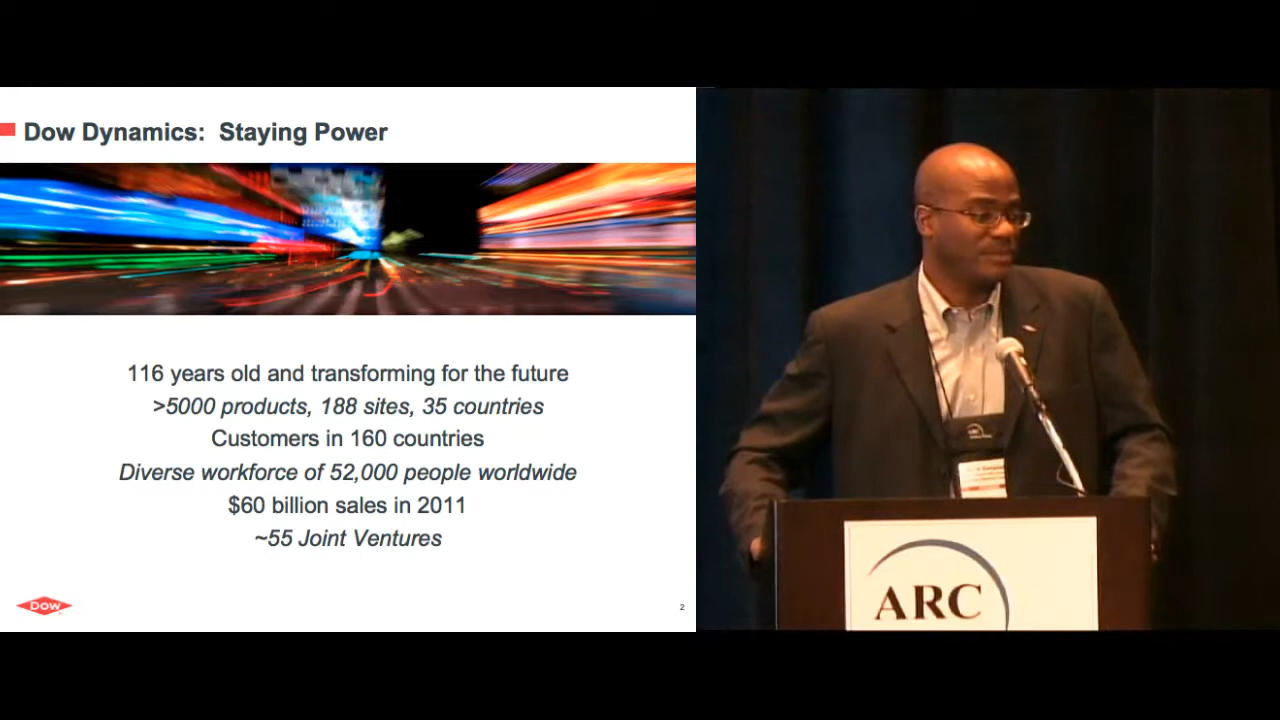 Dow Dynamics: Staying Power
116 years old and transforming for the future
>5000 products, 188 sites, 35 countries
Customers in 160 countries
Diverse workforce of 52,000 people worldwide
$60 billion sales in 2011
~55 Joint Ventures
Dow
2
ARC
ARC